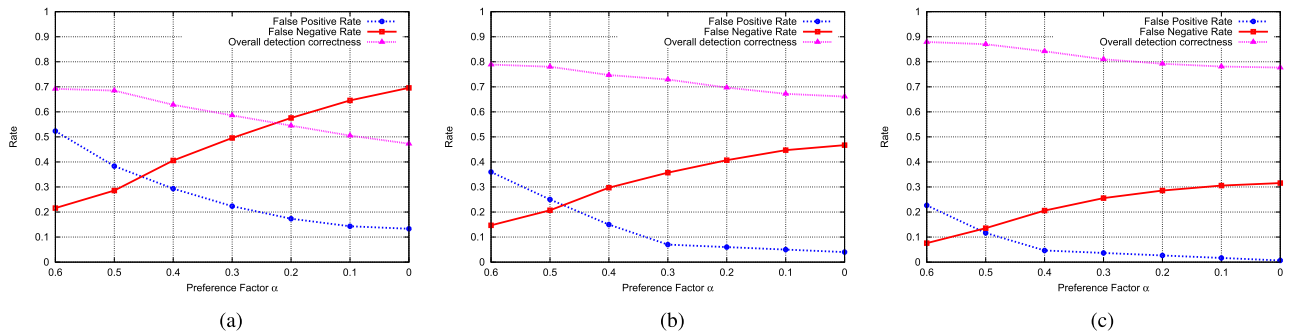 False Positive Rate
False Negative Rate
Overall detection correctness
Rate
1
0.9
0.8
0.7
0.6
0.5
0.4
0.3
0.2
0.1
0
0.6 0.5 0.4 0.3 0.2 0.1 0
Preference Factor α
(a)
False Positive Rate
False Negative Rate
Overall detection correctness
Rate
1
0.9
0.8
0.7
0.6
0.5
0.4
0.3
0.2
0.1
0
0.6 0.5 0.4 0.3 0.2 0.1 0
Preference Factor α
(b)
False Positive Rate
False Negative Rate
Overall detection correctness
Rate
1
0.9
0.8
0.7
0.6
0.5
0.4
0.3
0.2
0.1
0
0.6 0.5 0.4 0.3 0.2 0.1 0
Preference Factor α
(c)